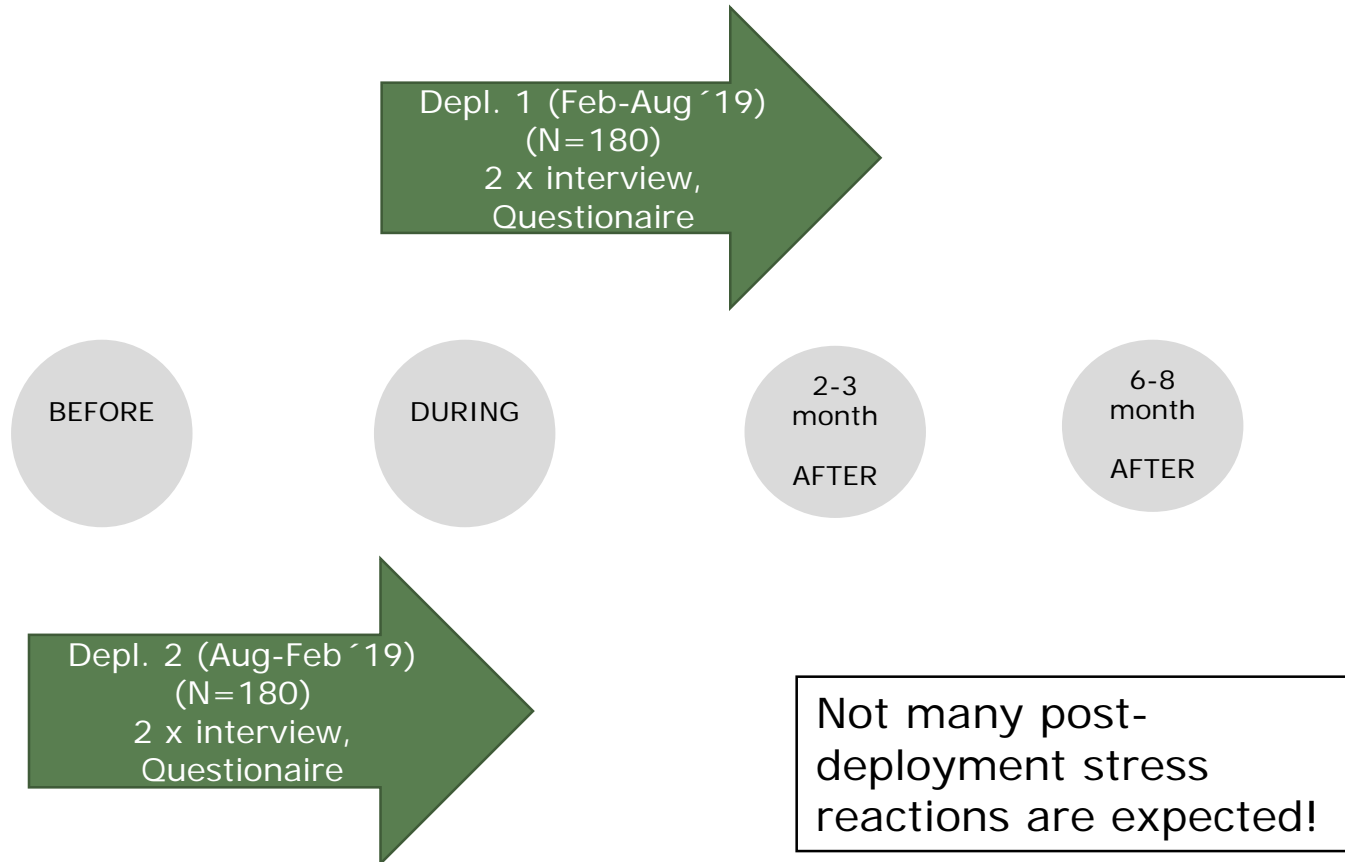 Depl. 1 (Feb-Aug ´19)
(N=180)
2 x interview,
Questionaire
BEFORE
DURING
2-3
month
AFTER
6-8
month
AFTER
Depl. 2 (Aug-Feb ´19)
(N=180)
2 x interview,
Questionaire
Not many post-
deployment stress
reactions are expected!